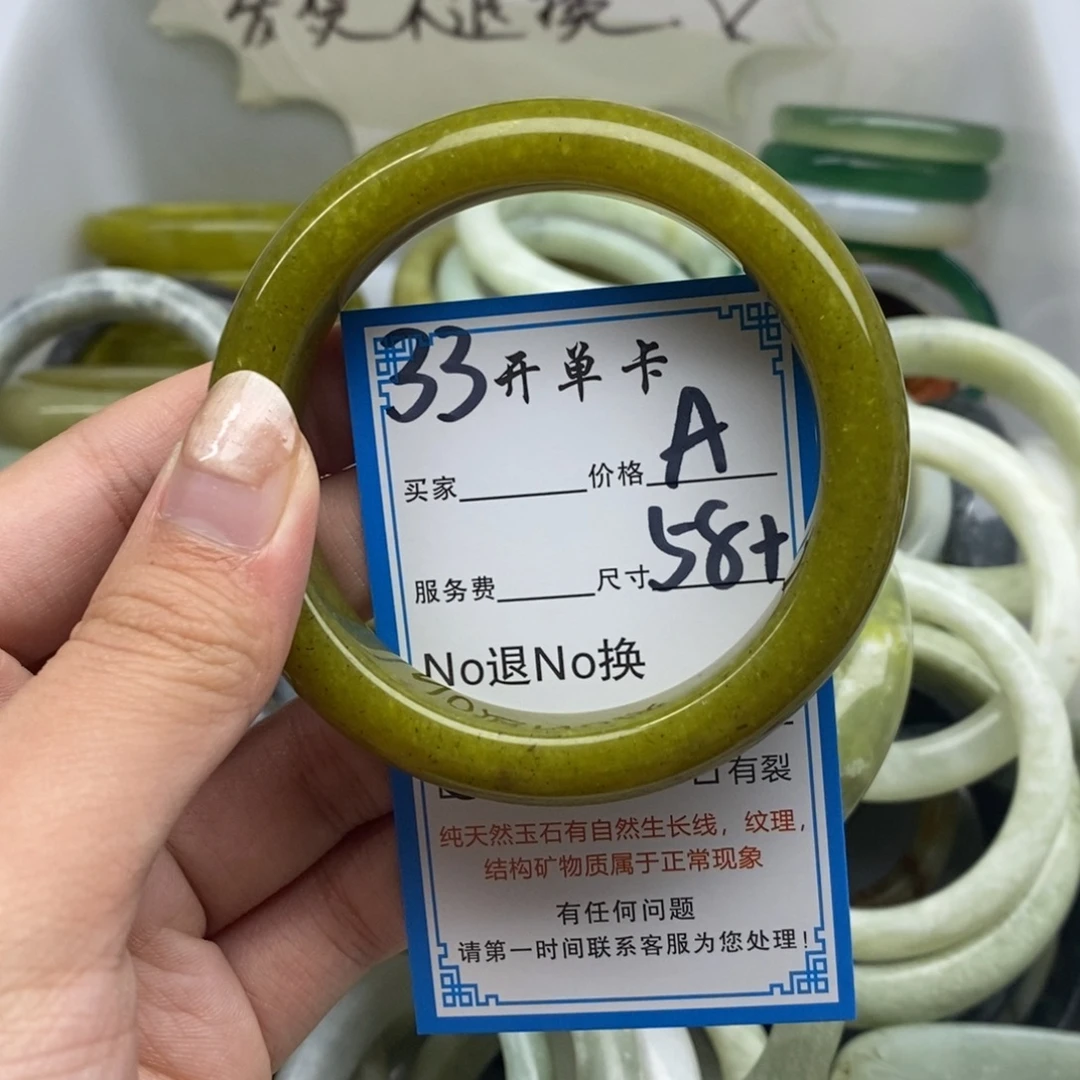 不退换
33开单卡
买家 价格 A
服务费 尺寸 58+
No退No换
有裂
纯天然玉石有自然生长线，纹理，
结构矿物质属于正常现象
有任何问题
请第一时间联系客服为您处理！